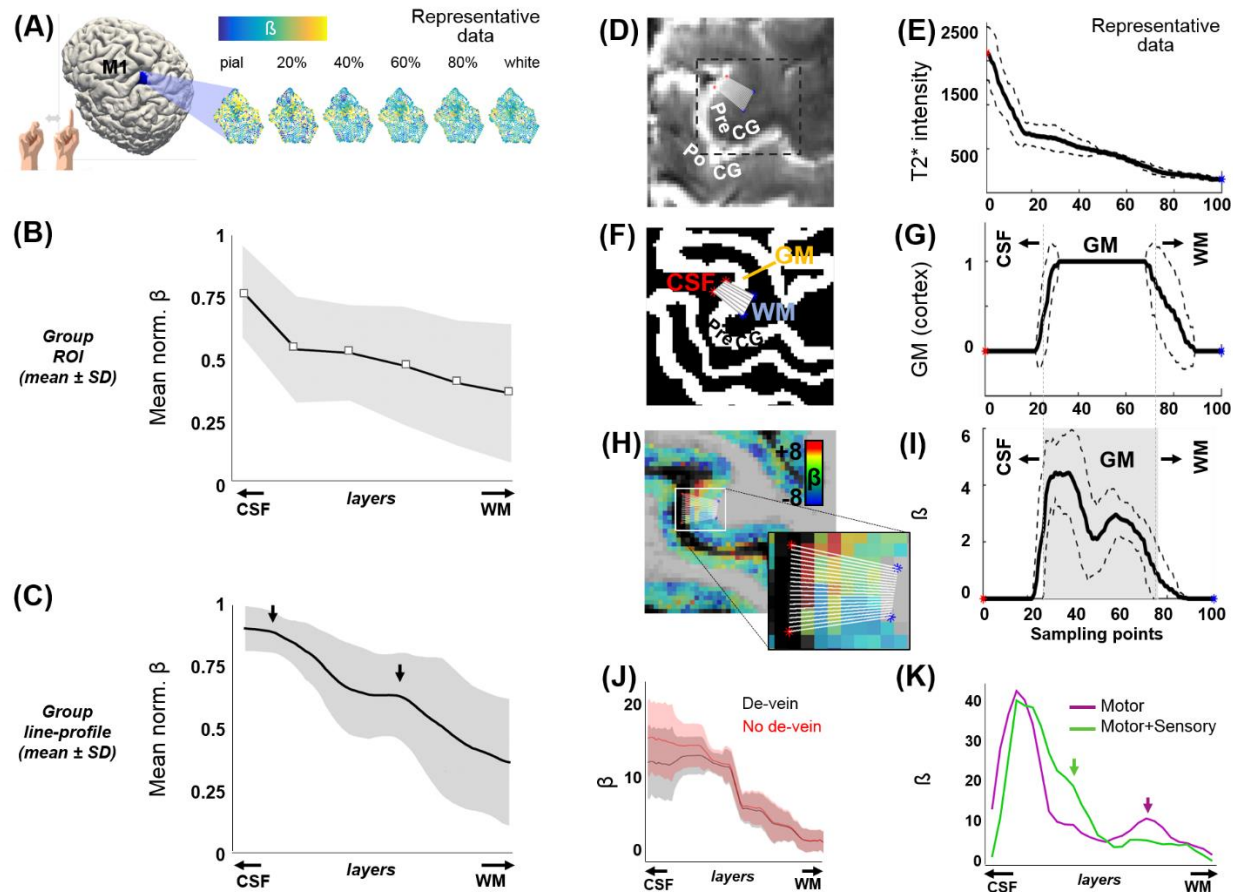 (A)
M1
ß
Representative
data
pial 20% 40% 60% 80% white
(B)
Group
ROI
(mean ± SD)
Mean norm. β
1
0.75
0.5
0.25
0
CSF layers WM
(C)
Group
line-profile
(mean ± SD)
Mean norm. β
1
0.75
0.5
0.25
0
CSF layers WM
(D)
Pre CG
Po CG
(E)
Representative
data
T2* intensity
2500
1500
500
0 20 40 60 80 100
(F)
GM
CSF
WM
Pre CG
(G)
CSF GM WM
GM (cortex)
1
0
0 20 40 60 80 100
(H)
+8
β
-8
(I)
CSF GM WM
ß
6
4
2
0
0 20 40 60 80 100
Sampling points
(J)
De-vein
No de-vein
β
20
10
0
CSF layers WM
(K)
Motor
Motor+Sensory
ß
40
30
20
10
0
CSF layers WM